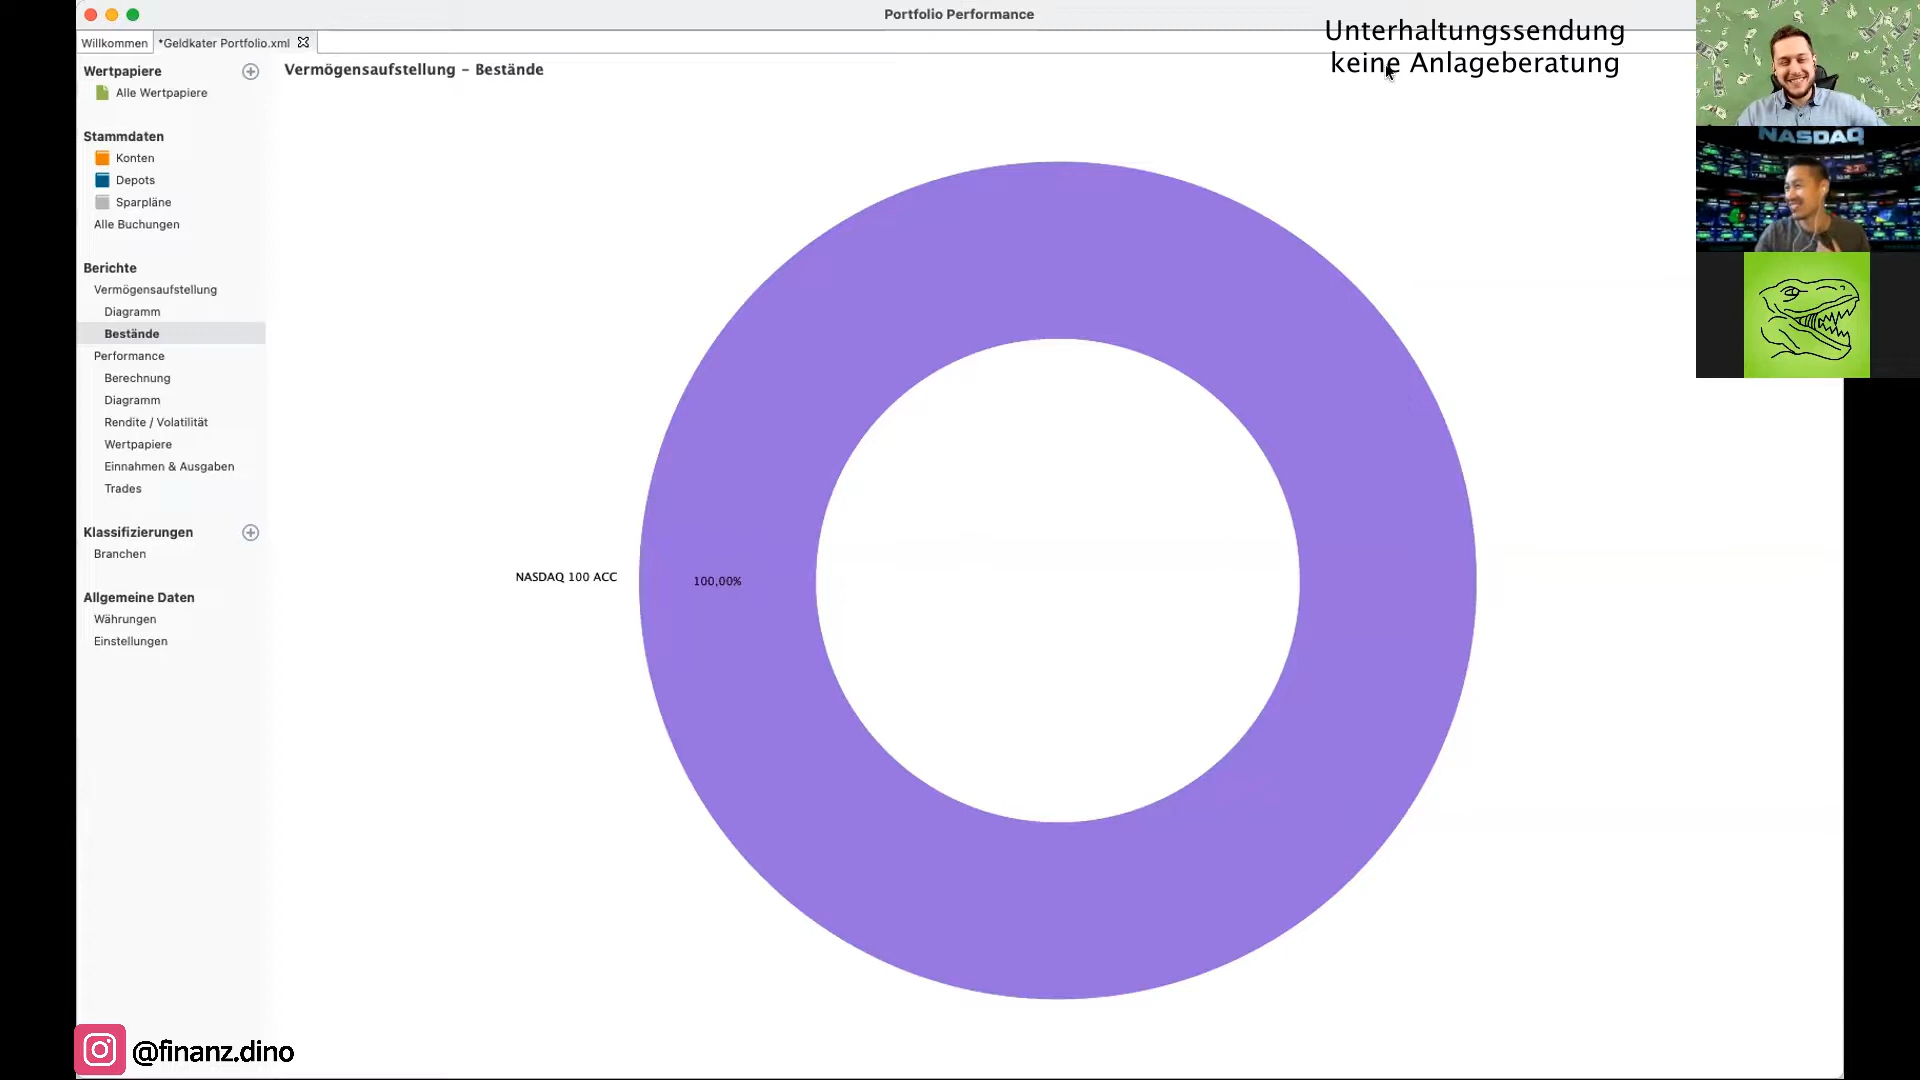 Portfolio Performance
Unterhaltungssendung
keine Anlageberatung
Willkommen
*Geldkater Portfolio.xml
Wertpapiere
Alle Wertpapiere
Stammdaten
Konten
Depots
Sparpläne
Alle Buchungen
Berichte
Vermögensaufstellung
Diagramm
Bestände
Performance
Berechnung
Diagramm
Rendite / Volatilität
Wertpapiere
Einnahmen & Ausgaben
Trades
Klassifizierungen
Branchen
Allgemeine Daten
Währungen
Einstellungen
Vermögensaufstellung – Bestände
NASDAQ 100 ACC
100,00%
NASDAQ
@finanz.dino